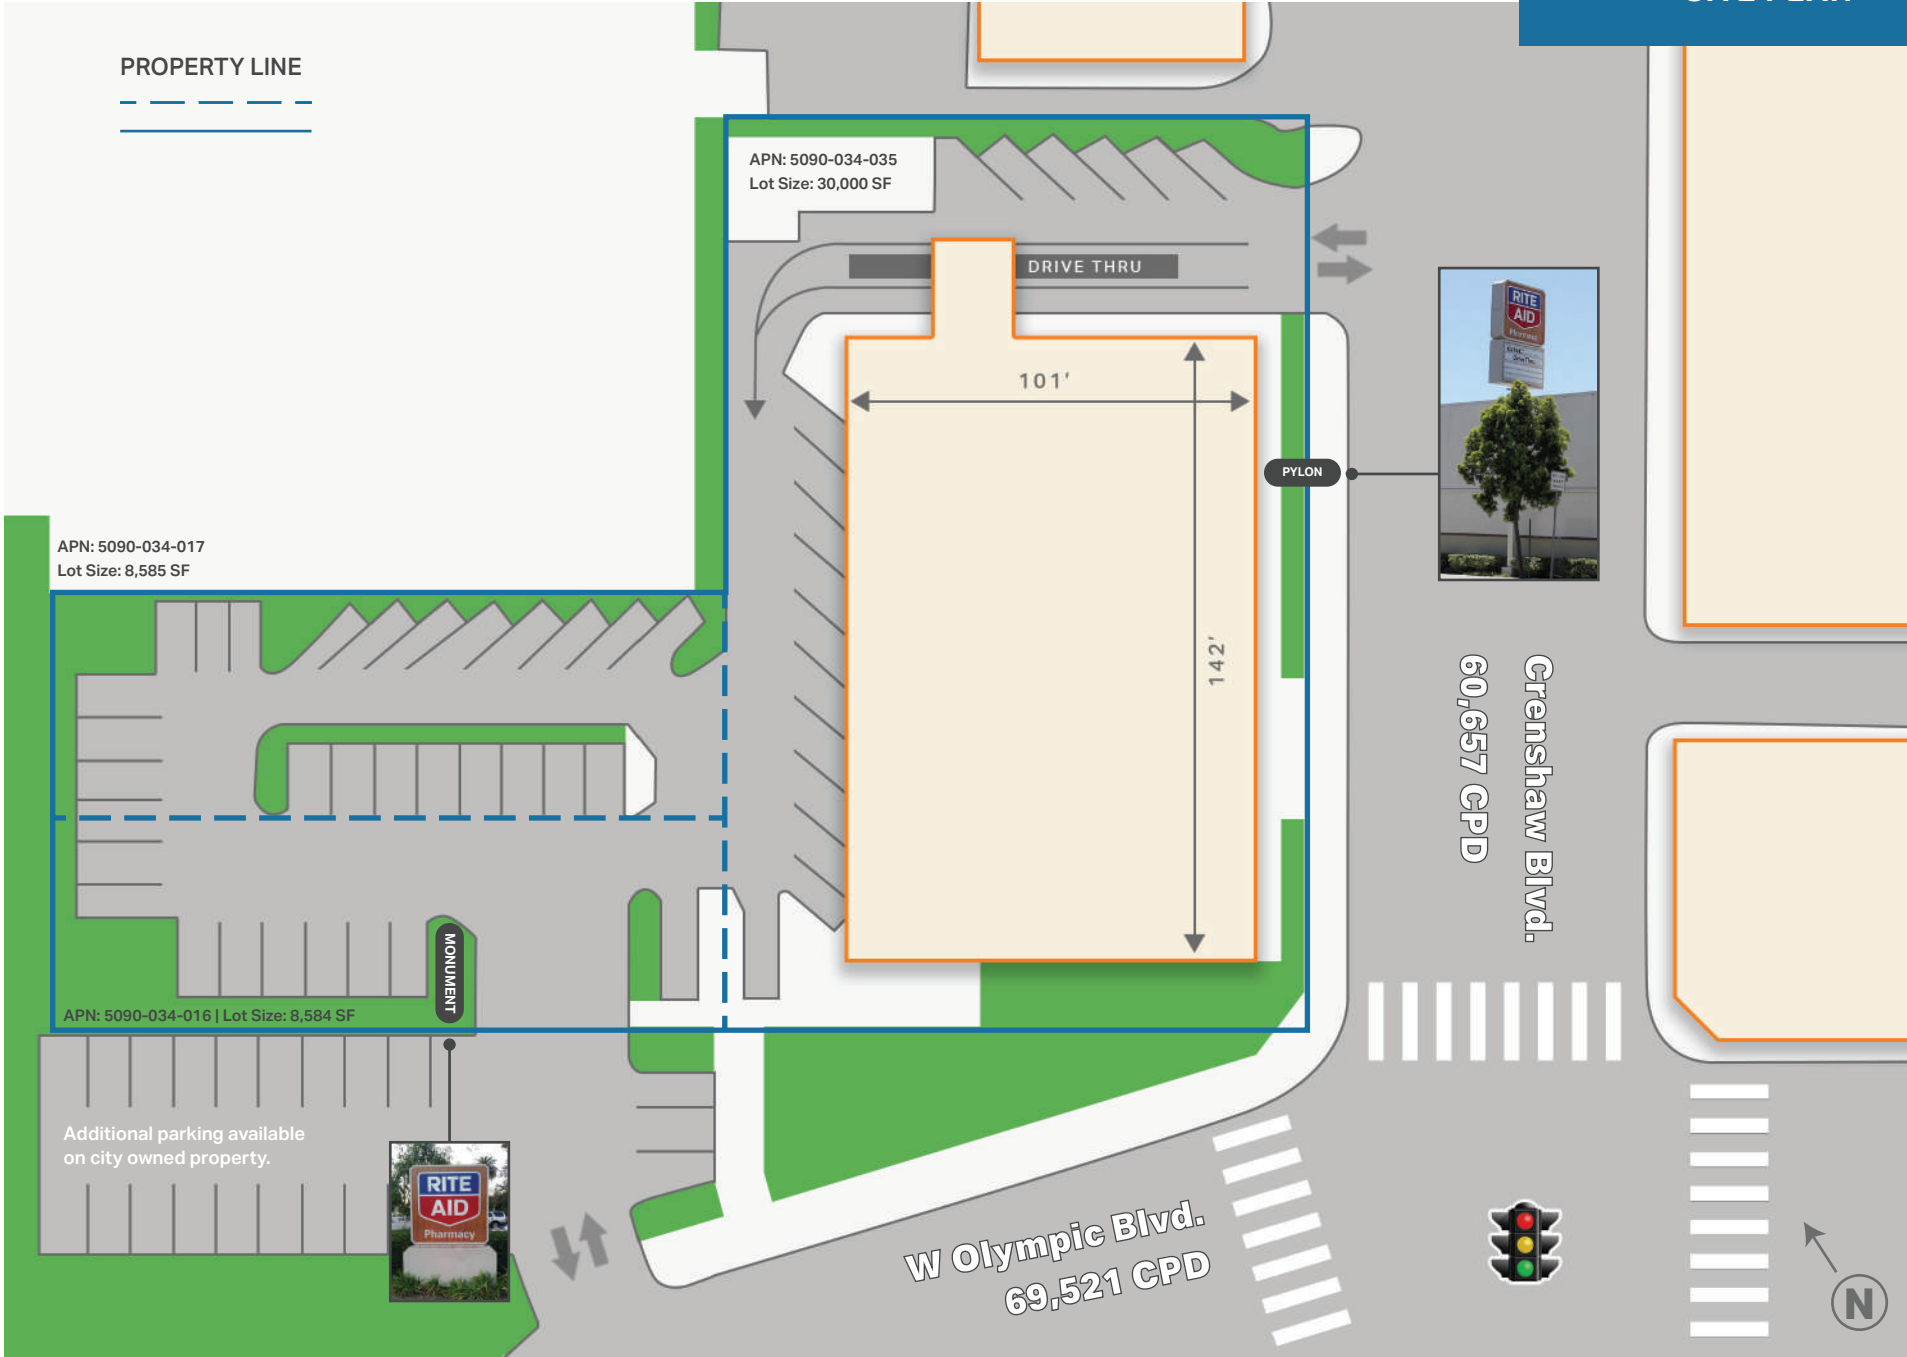 SITE PLAN
PROPERTY LINE
APN: 5090-034-035
Lot Size: 30,000 SF
DRIVE THRU
RITE
AID
Pharmacy
101'
PYLON
APN: 5090-034-017
Lot Size: 8,585 SF
142'
Crenshaw Blvd.
60,657 CPD
MONUMENT
APN: 5090-034-016 | Lot Size: 8,584 SF
Additional parking available
on city owned property.
RITE
AID
Pharmacy
W Olympic Blvd.
69,521 CPD
N